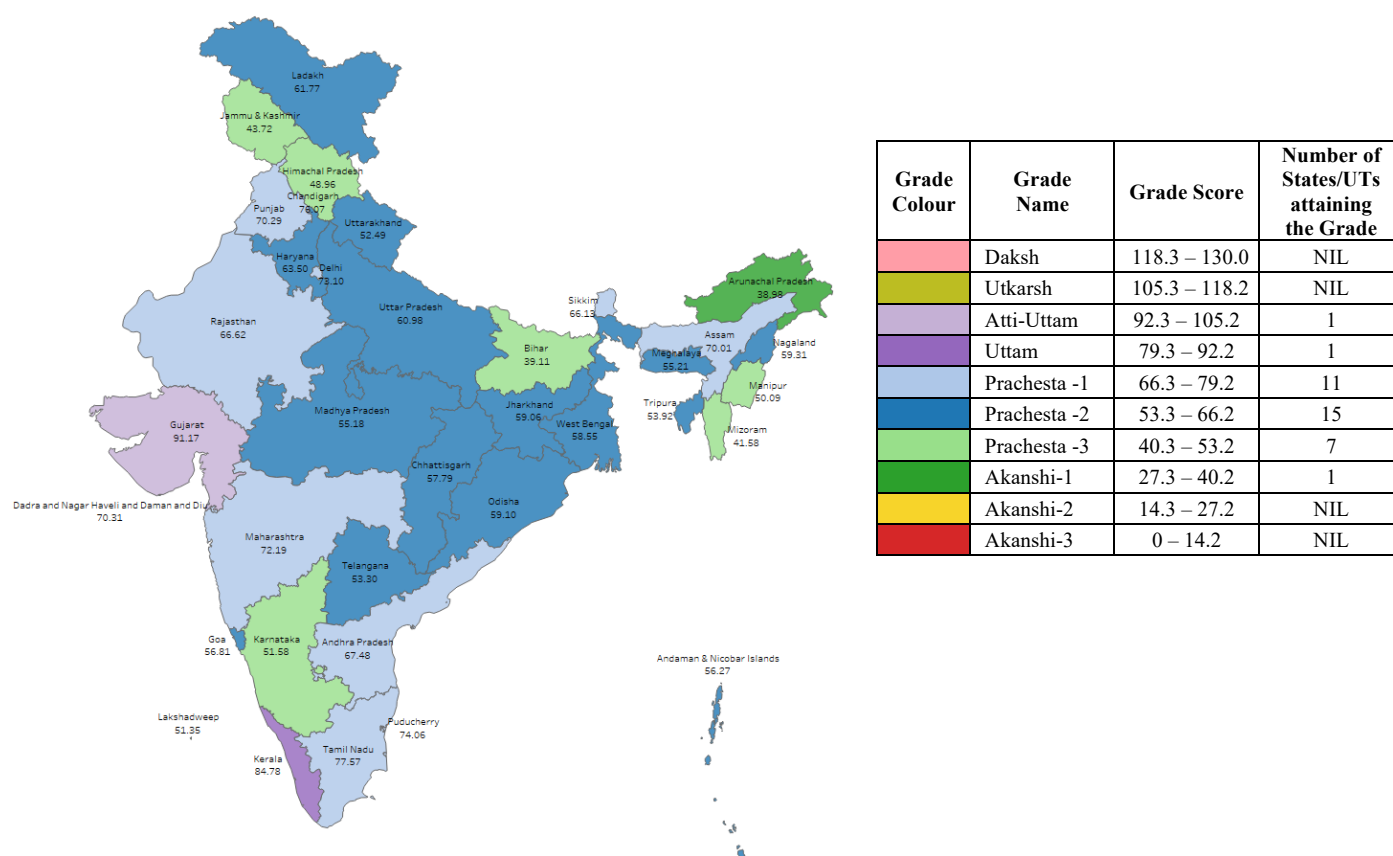 Ladakh
61.77
Jammu & Kashmir
43.72
Himachal Pradesh
48.96
Chandigarh
76.07
Punjab
70.29
Uttarakhand
52.49
Haryana
63.50
Delhi
73.10
Arunachal Pradesh
38.98
Uttar Pradesh
60.98
Sikkim
66.13
Rajasthan
66.62
Assam
70.01
Nagaland
59.31
Bihar
39.11
Meghalaya
55.21
Manipur
50.09
Tripura
53.92
Mizoram
41.58
Jharkhand
59.06
Madhya Pradesh
55.18
West Bengal
58.55
Gujarat
91.17
Chhattisgarh
57.79
Odisha
59.10
Dadra and Nagar Haveli and Daman and Diu
70.31
Maharashtra
72.19
Telangana
53.30
Goa
56.81
Karnataka
51.58
Andhra Pradesh
67.48
Andaman & Nicobar Islands
56.27
Lakshadweep
51.35
Puducherry
74.06
Tamil Nadu
77.57
Kerala
84.78
Grade Colour Grade Name Grade Score Number of States/UTs attaining the Grade
Daksh 118.3 – 130.0 NIL
Utkarsh 105.3 – 118.2 NIL
Atti-Uttam 92.3 – 105.2 1
Uttam 79.3 – 92.2 1
Prachesta -1 66.3 – 79.2 11
Prachesta -2 53.3 – 66.2 15
Prachesta -3 40.3 – 53.2 7
Akanshi-1 27.3 – 40.2 1
Akanshi-2 14.3 – 27.2 NIL
Akanshi-3 0 – 14.2 NIL